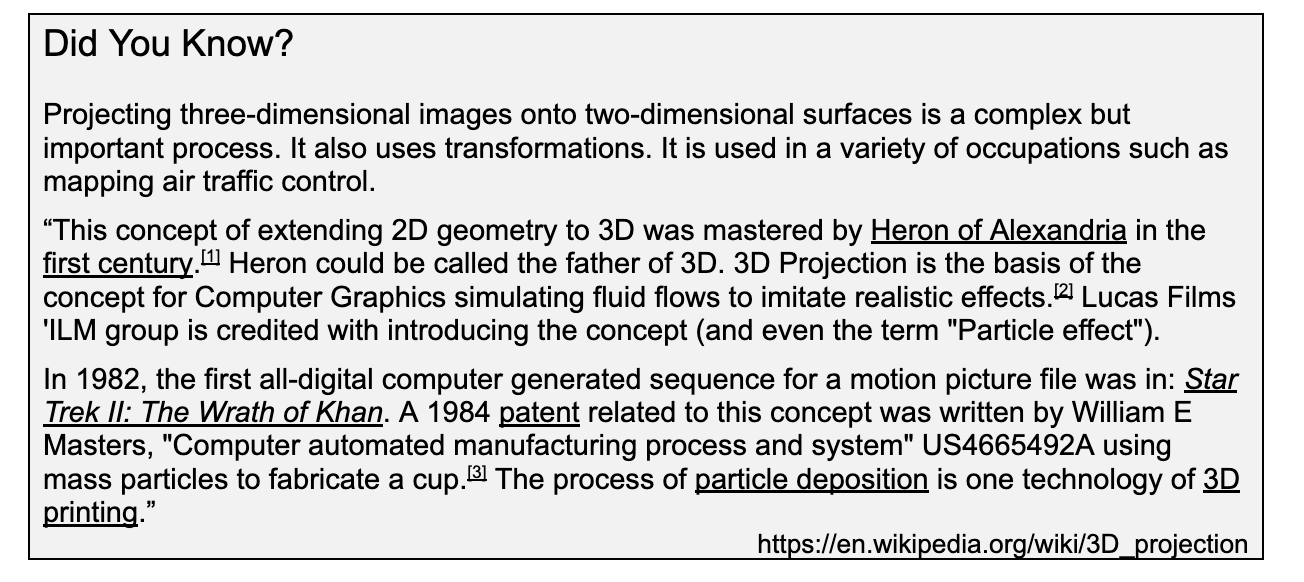 Did You Know?
Projecting three-dimensional images onto two-dimensional surfaces is a complex but
important process. It also uses transformations. It is used in a variety of occupations such as
mapping air traffic control.
“This concept of extending 2D geometry to 3D was mastered by Heron of Alexandria in the
first century.[1] Heron could be called the father of 3D. 3D Projection is the basis of the
concept for Computer Graphics simulating fluid flows to imitate realistic effects.[2] Lucas Films
'ILM group is credited with introducing the concept (and even the term "Particle effect").
In 1982, the first all-digital computer generated sequence for a motion picture file was in: Star
Trek II: The Wrath of Khan. A 1984 patent related to this concept was written by William E
Masters, "Computer automated manufacturing process and system" US4665492A using
mass particles to fabricate a cup.[3] The process of particle deposition is one technology of 3D
printing.”
https://en.wikipedia.org/wiki/3D_projection